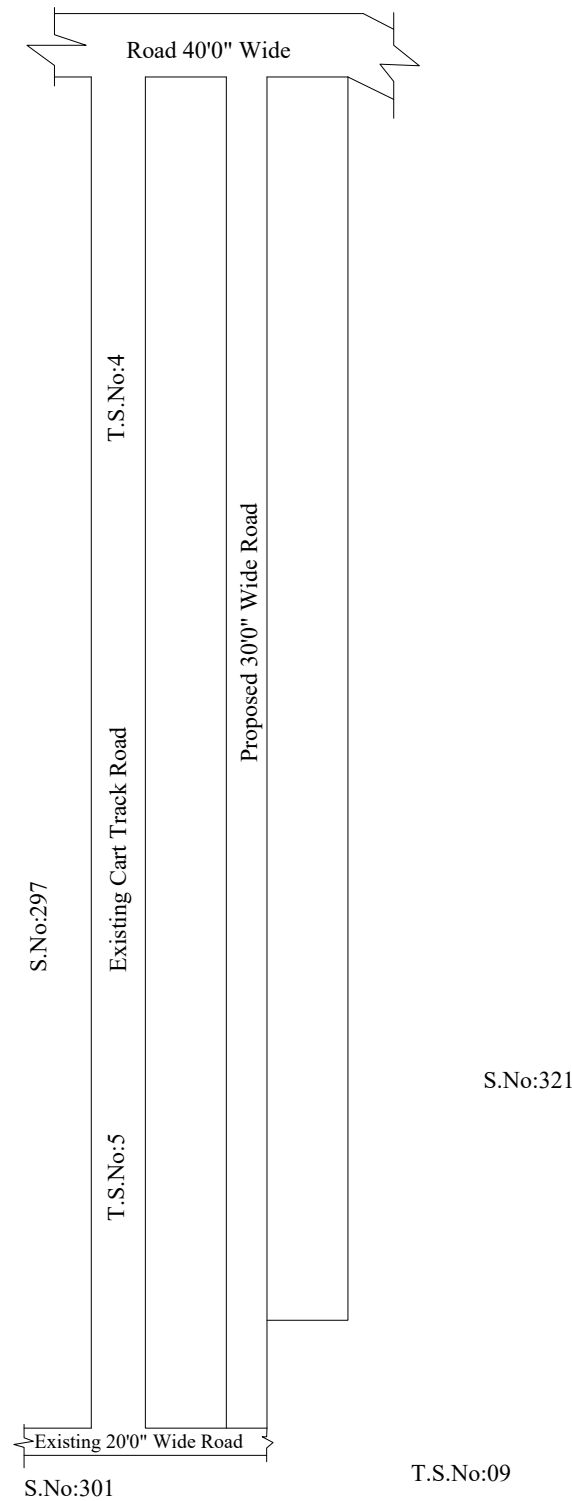 Road 40'0" Wide
T.S.No:4
Proposed 30'0" Wide Road
Existing Cart Track Road
S.No:297
S.No:321
T.S.No:5
Existing 20'0" Wide Road
T.S.No:09
S.No:301